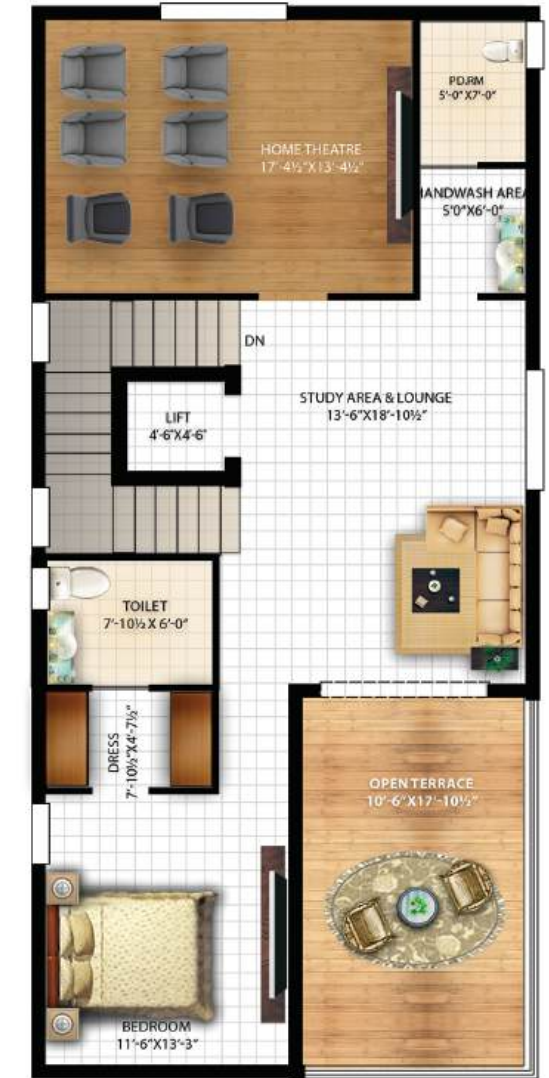 PD.RM
5'-0"X7'-0"
HOME THEATRE
17'-4½"X13'-4½"
HANDWASH AREA
5'0"X6'-0"
DN
STUDY AREA & LOUNGE
13'-6"X18'-10½"
LIFT
4'-6"X4'-6"
TOILET
7'-10½ X 6'-0"
DRESS
7'-10½"X4'-7½"
OPEN TERRACE
10'-6"X17'-10½"
BEDROOM
11'-6"X13'-3"